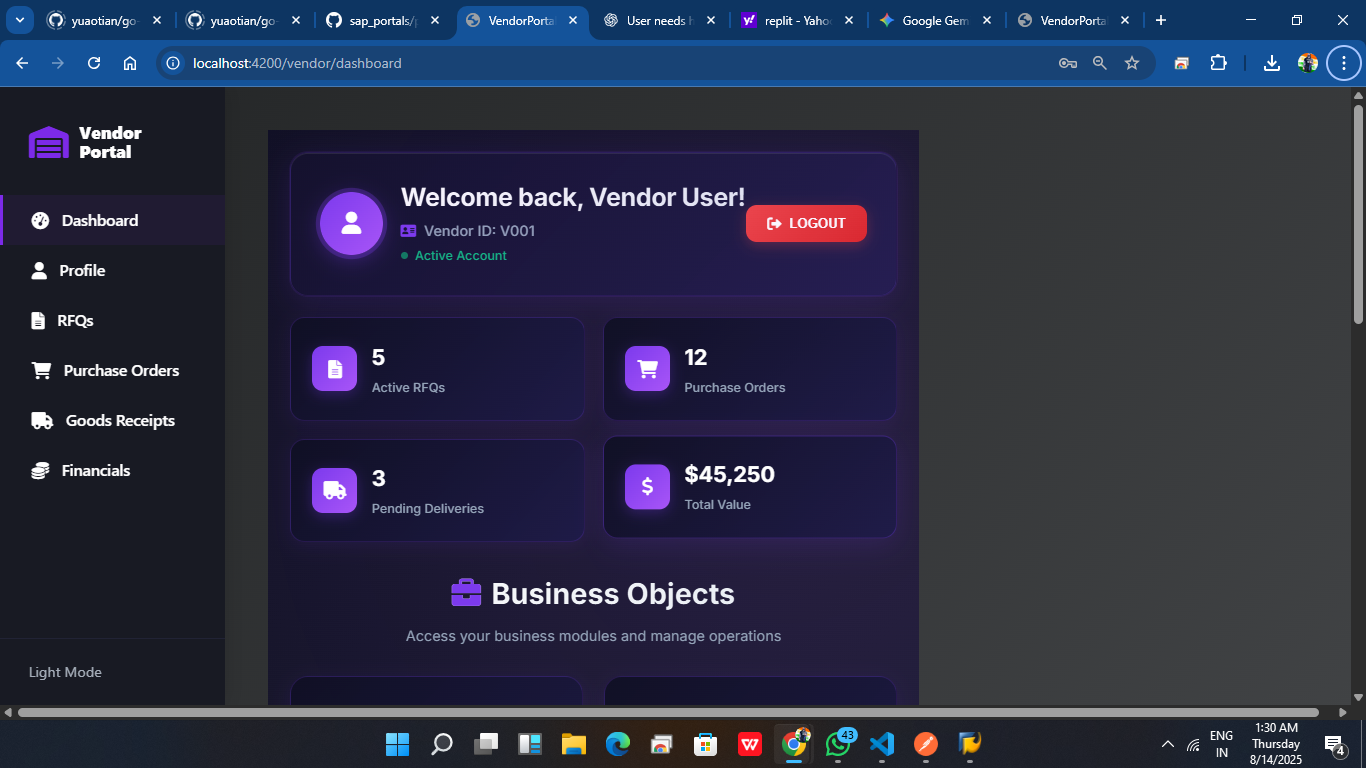 yuaotian/go-
yuaotian/go-
sap_portals/p
VendorPortal
User needs h
replit - Yahoo
Google Gem
VendorPortal
localhost:4200/vendor/dashboard
Vendor
Portal
Dashboard
Profile
RFQs
Purchase Orders
Goods Receipts
Financials
Light Mode
Welcome back, Vendor User!
Vendor ID: V001
Active Account
LOGOUT
5
Active RFQs
12
Purchase Orders
3
Pending Deliveries
$45,250
Total Value
Business Objects
Access your business modules and manage operations
43
ENG
IN
1:30 AM
Thursday
8/14/2025
4